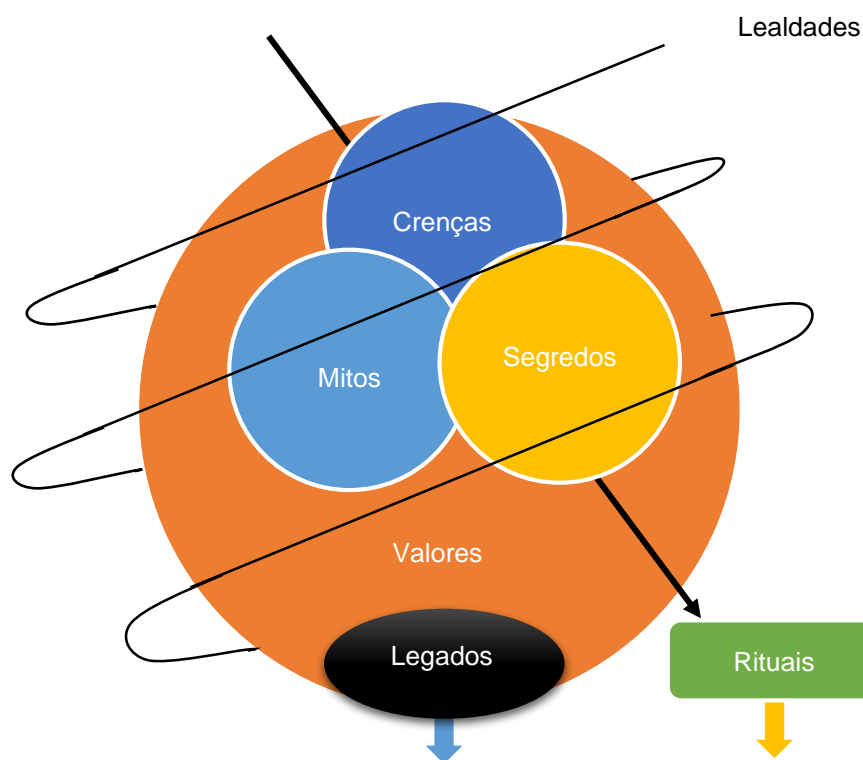 Lealdades
Crenças
Segredos
Mitos
Valores
Legados
Rituais